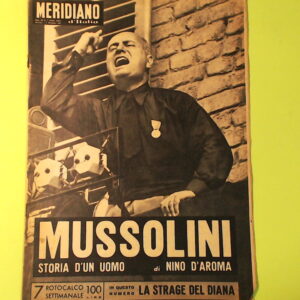 MERIDIANO
d'Italia
MUSSOLINI
STORIA D'UN UOMO di NINO D'AROMA
7 ROTOCALCO SETTIMANALE 100 LIRE
IN QUESTO NUMERO LA STRAGE DEL DIANA